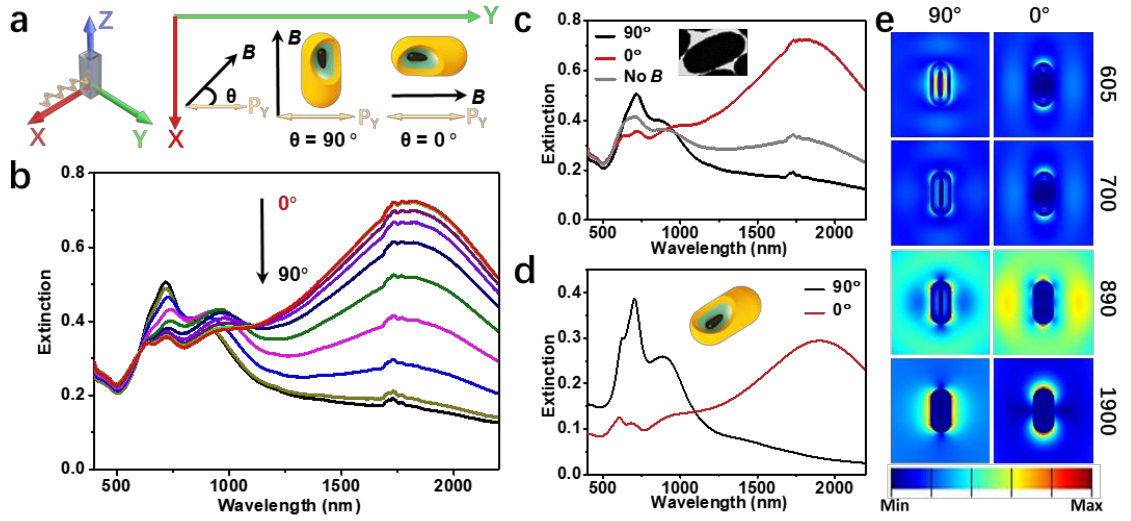 a
Z
X
Y
Y
X
B
θ
P_Y
B
P_Y
θ = 90°
B
P_Y
θ = 0°
b
0.8
0.6
0.4
0.2
0.0
Extinction
0°
90°
500 1000 1500 2000
Wavelength (nm)
c
90°
0°
No B
0.8
0.6
0.4
0.2
0.0
Extinction
500 1000 1500 2000
Wavelength (nm)
d
90°
0°
0.4
0.3
0.2
0.1
0.0
Extinction
500 1000 1500 2000
Wavelength (nm)
e
90° 0°
605
700
890
1900
Min Max